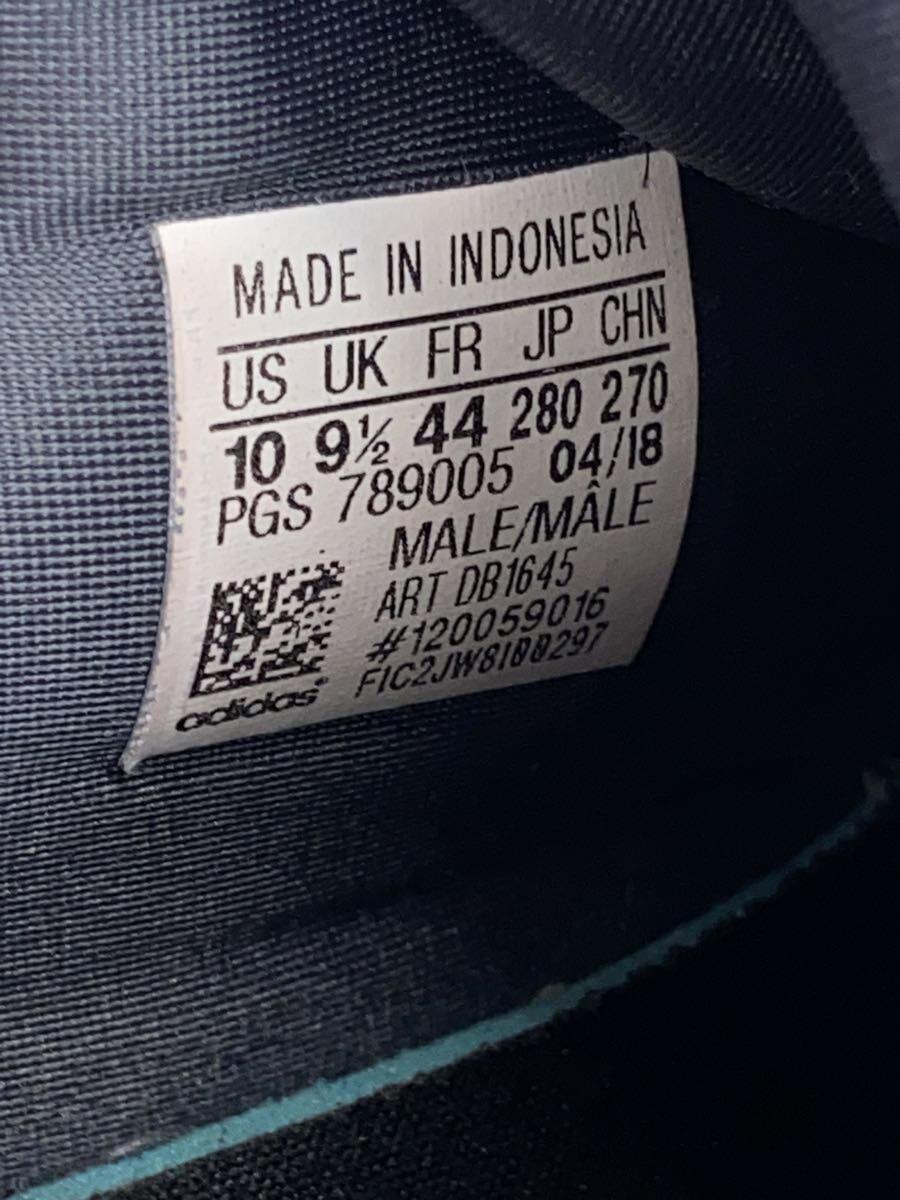 MADE IN INDONESIA
US UK FR JP CHN
10 9½ 44 280 270
PGS 789005 04/18
MALE/MÂLE
ART DB1645
#120059016
F1C2JW8I00297
adidas®